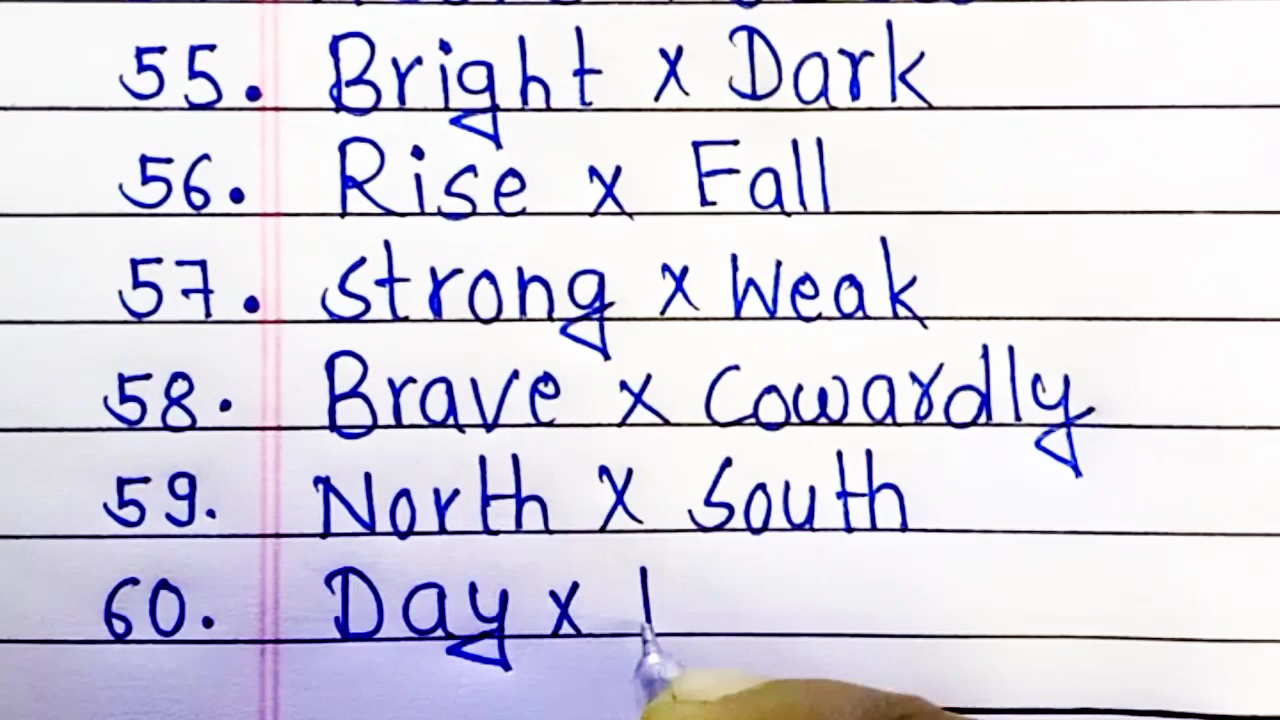 55. Bright x Dark
56. Rise x Fall
57. Strong x Weak
58. Brave x Cowardly
59. North x South
60. Day x